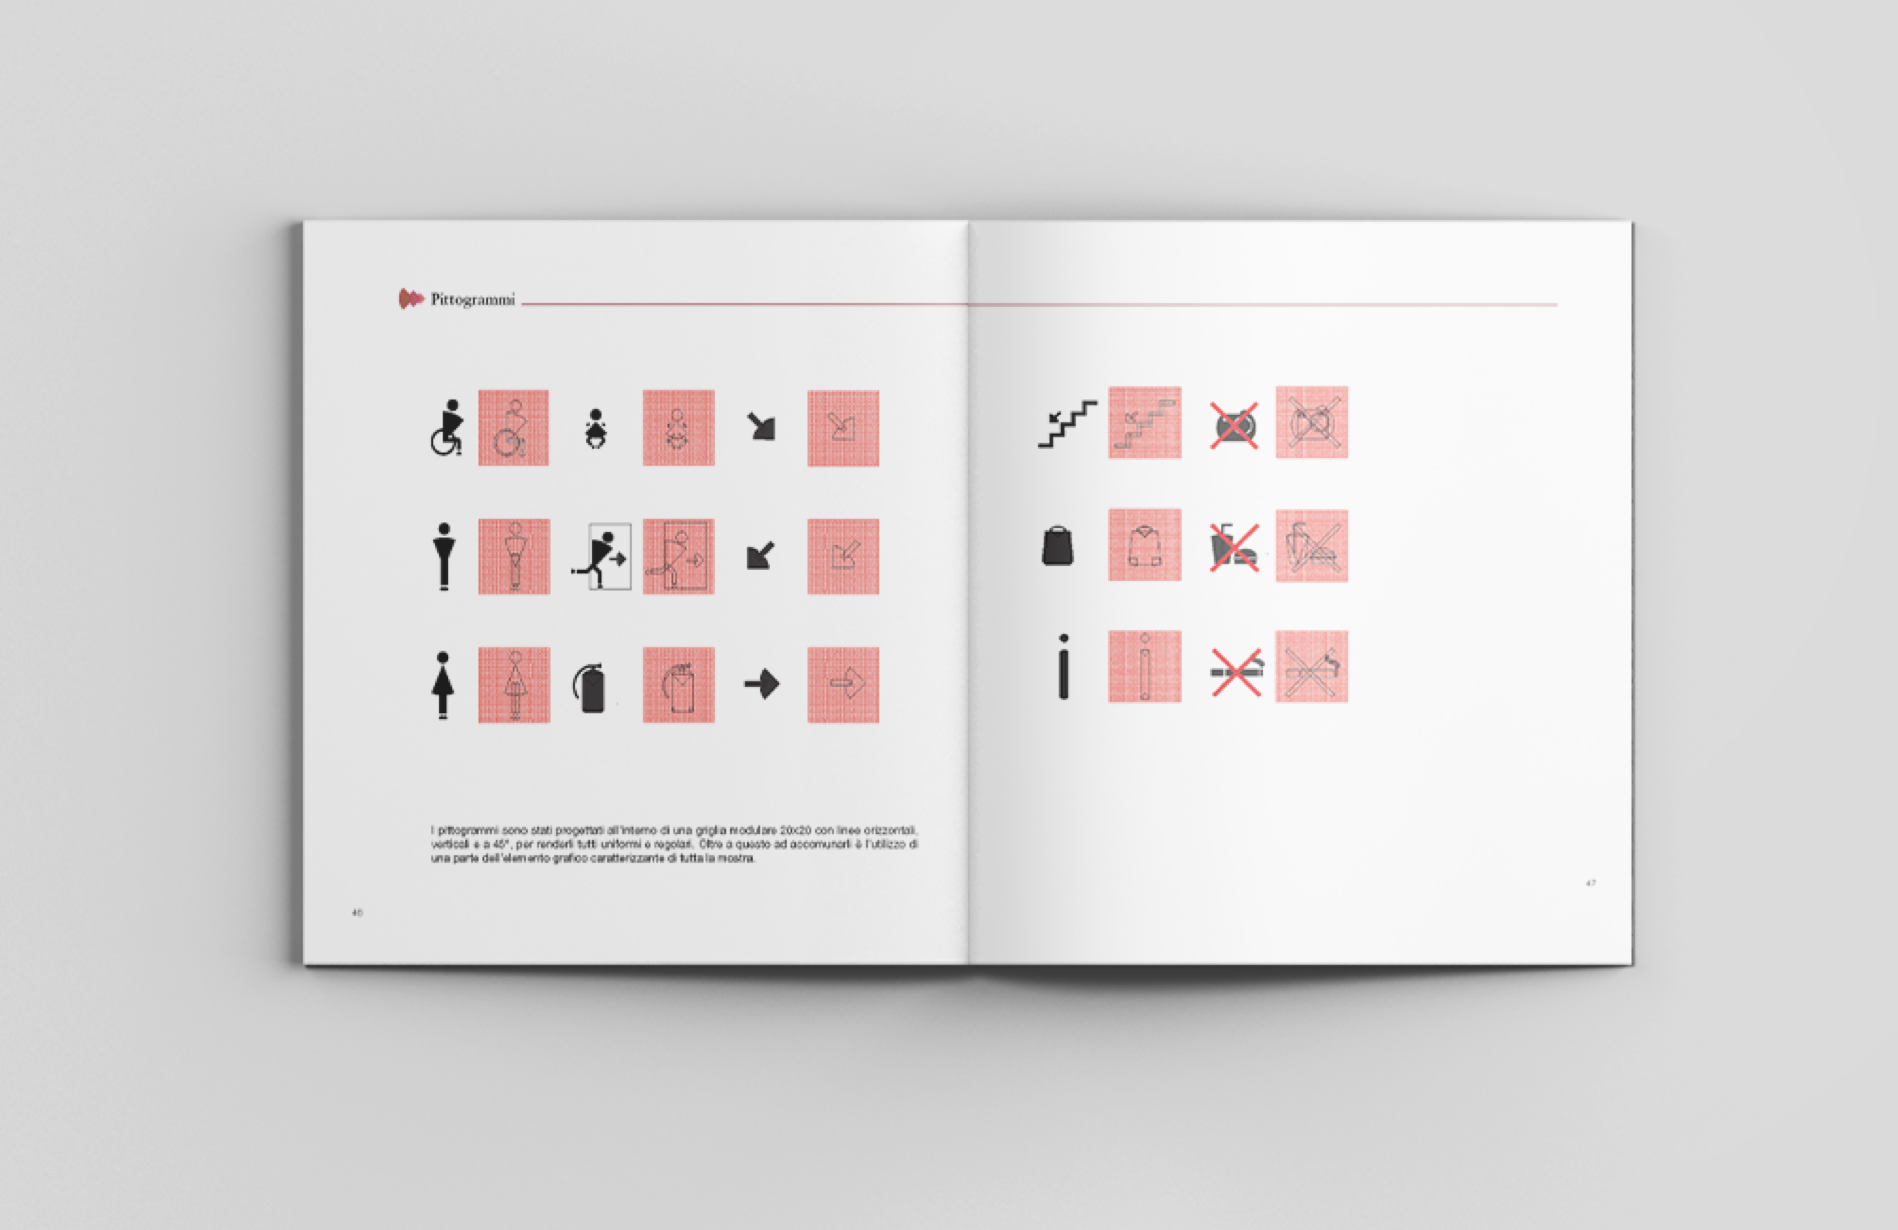 Pittogrammi
I pittogrammi sono stati progettati all'interno di una griglia modulare 20x20 con linee orizzontali,
verticali e a 45°, per renderli tutti uniformi e regolari. Oltre a questo ad accomunarli è l'utilizzo di
una parte dell'elemento grafico caratterizzante di tutta la mostra.
46
47